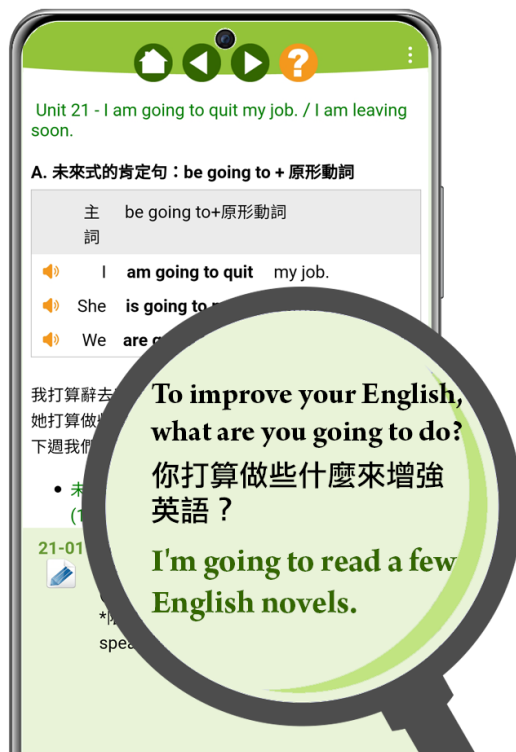 ?
Unit 21 - I am going to quit my job. / I am leaving
soon.
A. 未來式的肯定句：be going to + 原形動詞
主詞 be going to+原形動詞
I am going to quit my job.
She is going to
We are
我打算辭去
她打算做
下週我們
To improve your English,
what are you going to do?
你打算做些什麼來增強
英語？
I'm going to read a few
English novels.
21-01